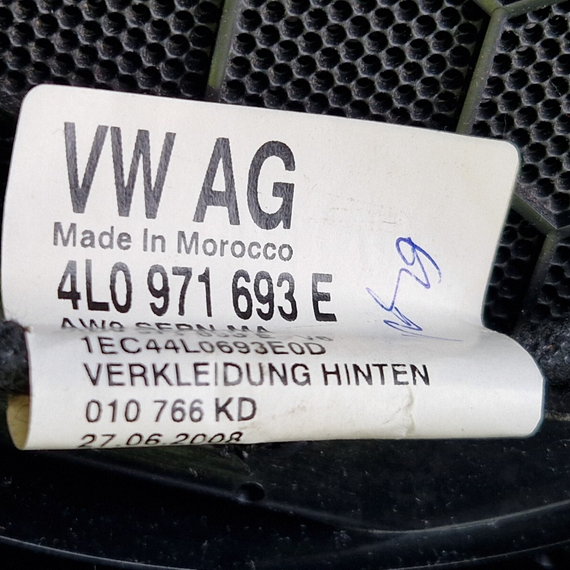 VW AG
Made In Morocco
4L0 971 693 E
1EC44L0693E0D
VERKLEIDUNG HINTEN
010 766 KD
27.06.2008